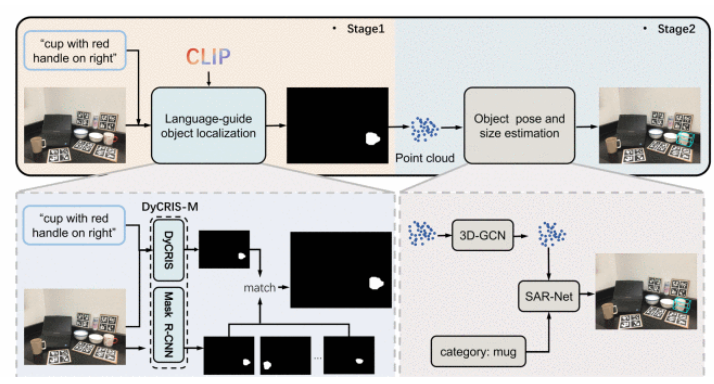 • Stage1
• Stage2
“cup with red
handle on right”
CLIP
Language-guide
object localization
Point cloud
Object pose and
size estimation
DyCRIS-M
“cup with red
handle on right”
DyCRIS
Mask R-CNN
match
...
3D-GCN
SAR-Net
category: mug